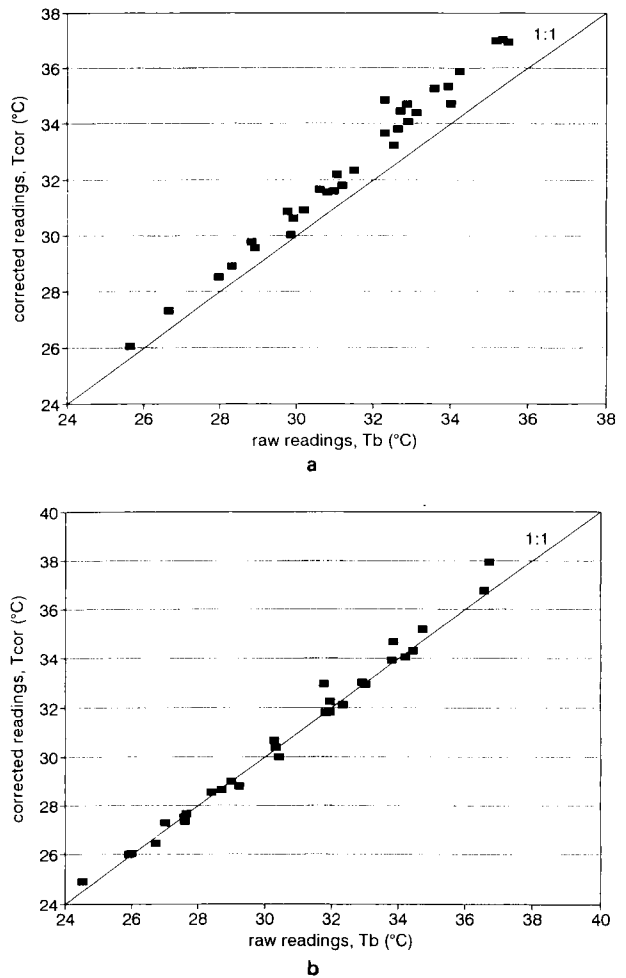 38
36
34
32
30
28
26
24
corrected readings, Tcor (°C)
1:1
24 26 28 30 32 34 36 38
raw readings, Tb (°C)
a
40
38
36
34
32
30
28
26
24
corrected readings, Tcor (°C)
1:1
24 26 28 30 32 34 36 38 40
raw readings, Tb (°C)
b